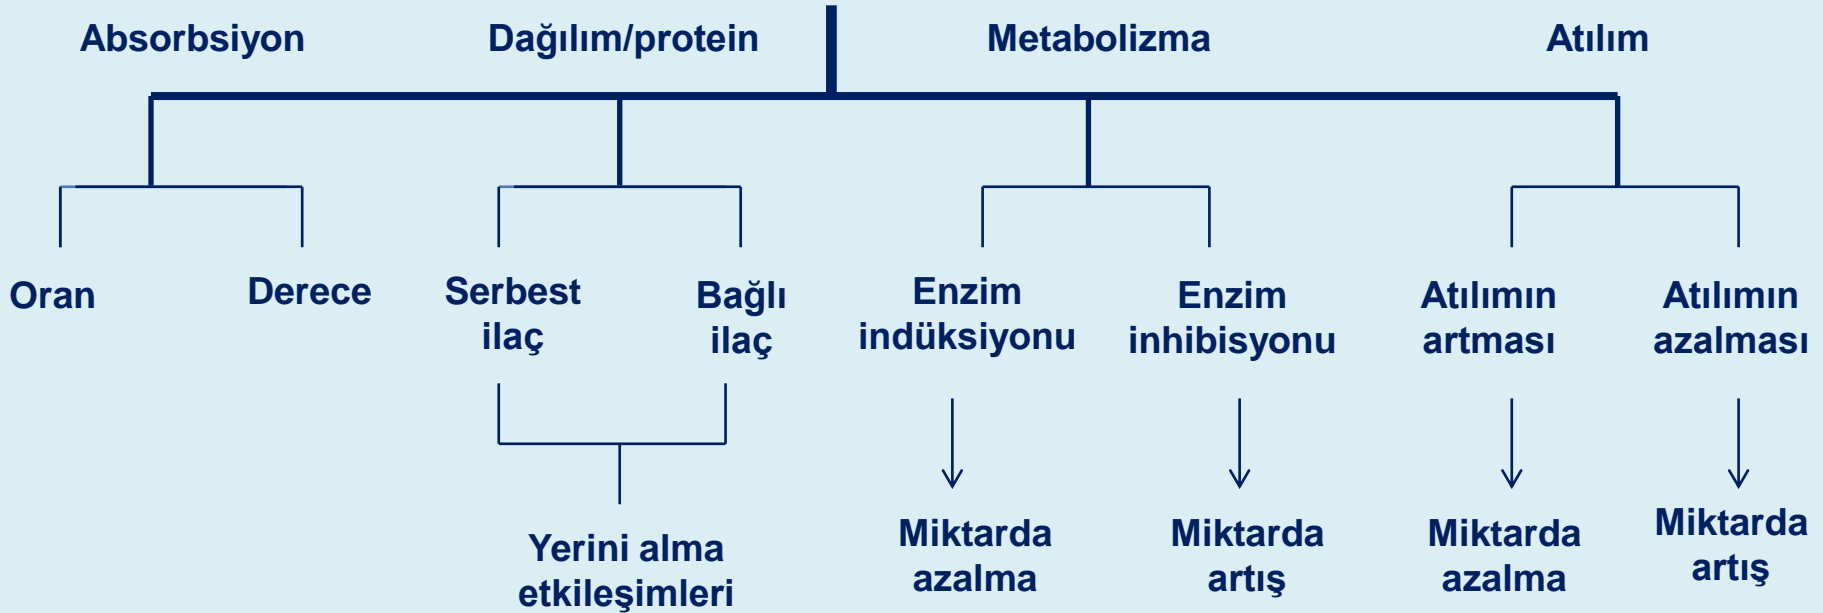 Absorbsiyon
Dağılım/protein
Metabolizma
Atılım
Oran
Derece
Serbest
ilaç
Bağlı
ilaç
Enzim
indüksiyonu
Enzim
inhibisyonu
Atılımın
artması
Atılımın
azalması
Yerini alma
etkileşimleri
Miktarda
azalma
Miktarda
artış
Miktarda
azalma
Miktarda
artış